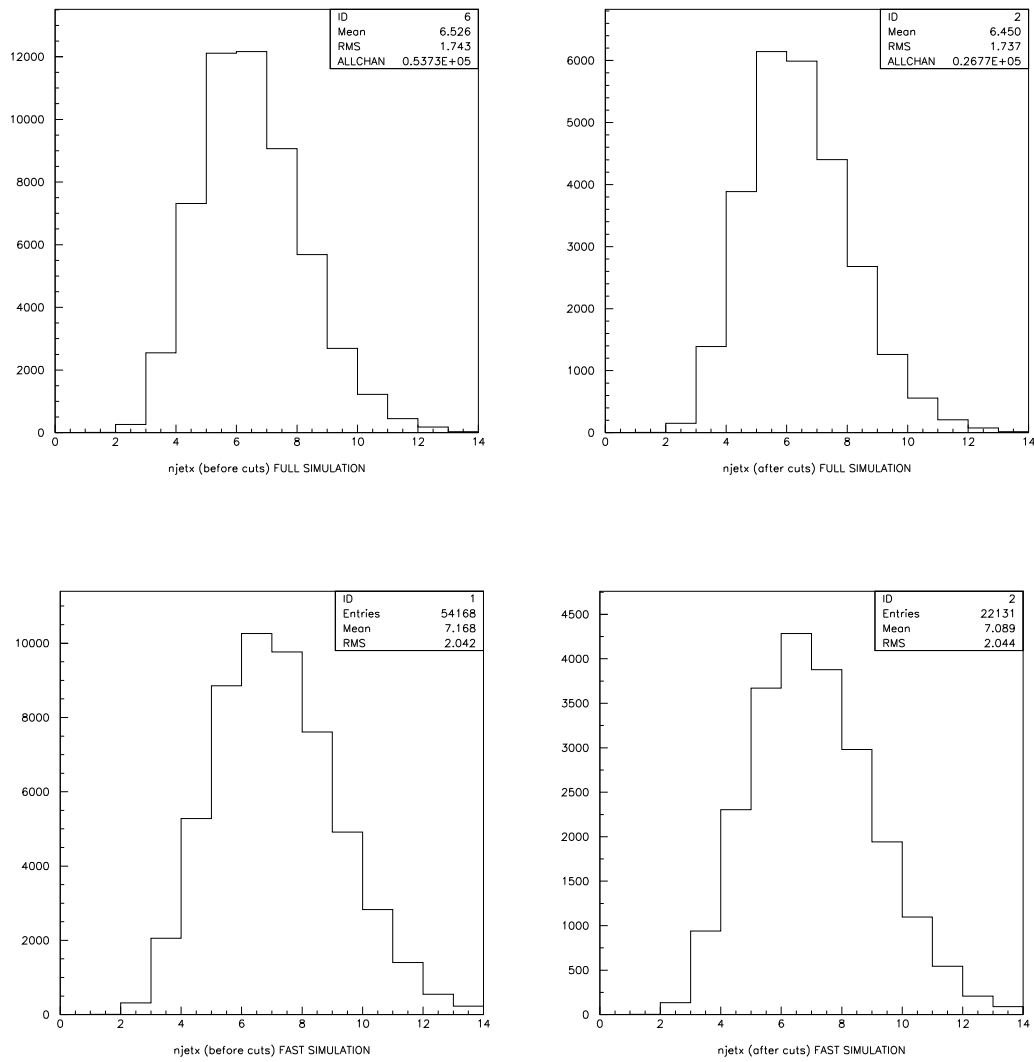 ID 6
Mean 6.526
RMS 1.743
ALLCHAN 0.5373E+05
12000
10000
8000
6000
4000
2000
0
0 2 4 6 8 10 12 14
njetx (before cuts) FULL SIMULATION
ID 2
Mean 6.450
RMS 1.737
ALLCHAN 0.2677E+05
6000
5000
4000
3000
2000
1000
0
0 2 4 6 8 10 12 14
njetx (after cuts) FULL SIMULATION
ID 1
Entries 54168
Mean 7.168
RMS 2.042
10000
8000
6000
4000
2000
0
0 2 4 6 8 10 12 14
njetx (before cuts) FAST SIMULATION
ID 2
Entries 22131
Mean 7.089
RMS 2.044
4500
4000
3500
3000
2500
2000
1500
1000
500
0
0 2 4 6 8 10 12 14
njetx (after cuts) FAST SIMULATION